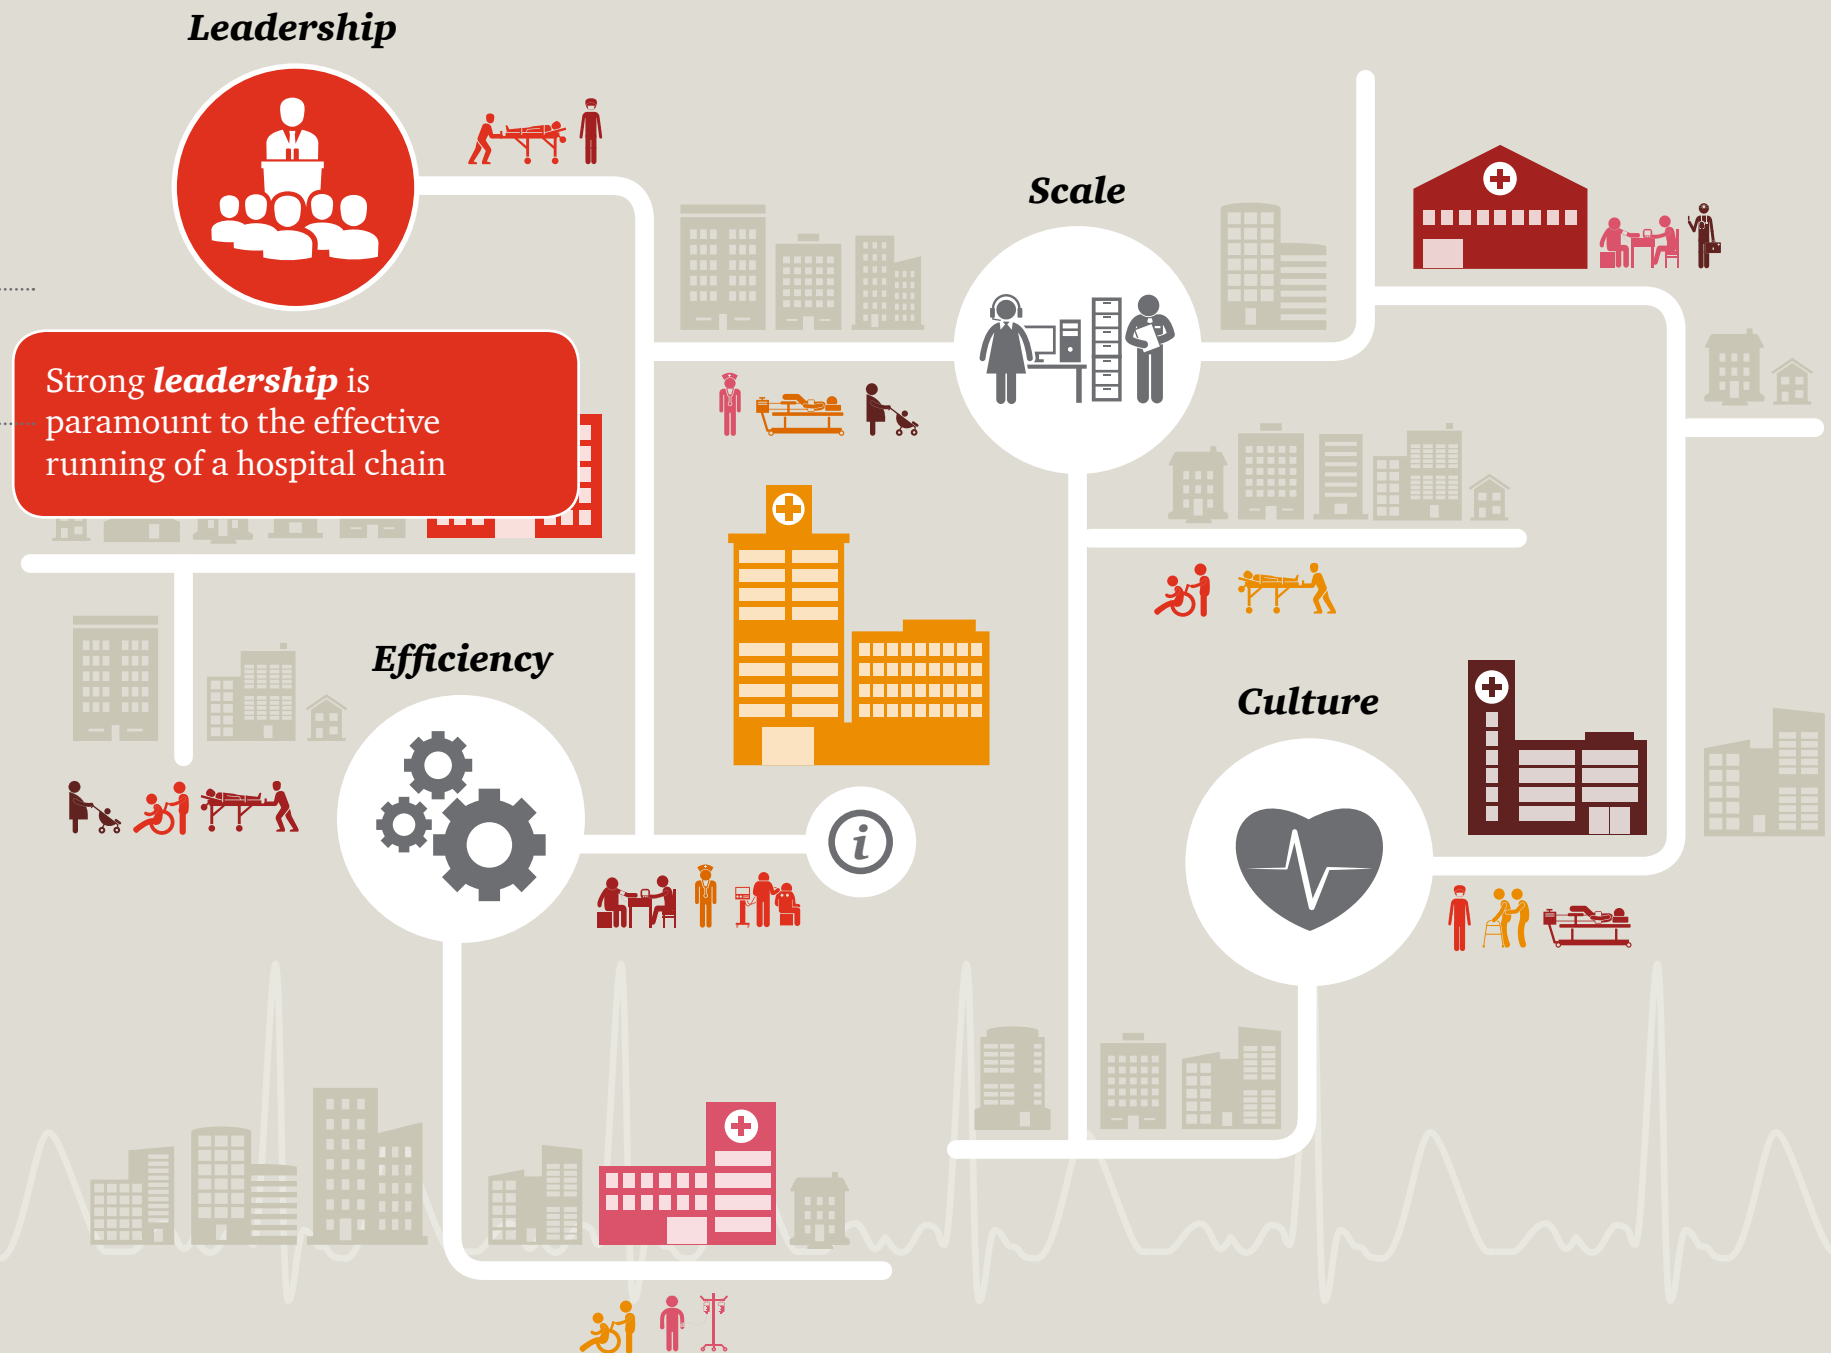 Leadership
Scale
Strong leadership is
paramount to the effective
running of a hospital chain
Efficiency
Culture
i